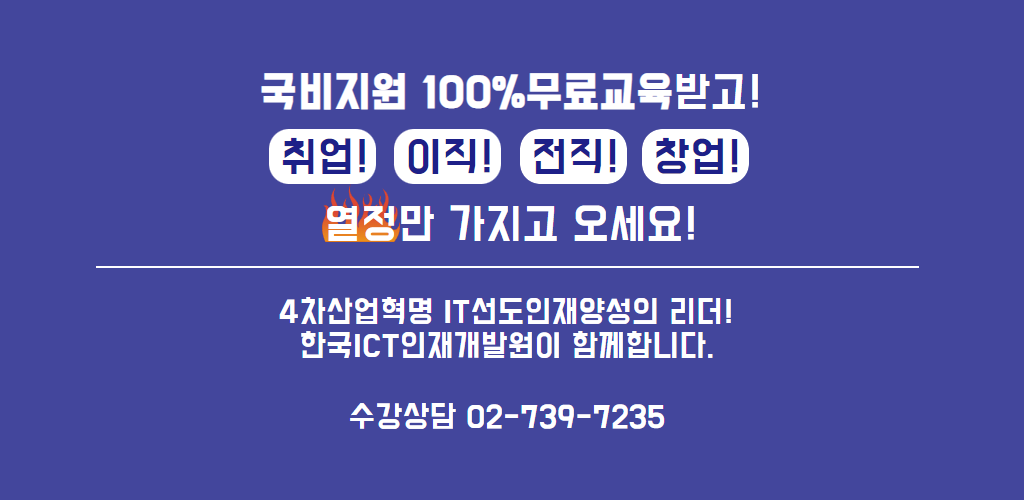 국비지원 100%무료교육받고!
취업! 이직! 전직! 창업!
열정만 가지고 오세요!
4차산업혁명 IT선도인재양성의 리더!
한국ICT인재개발원이 함께합니다.
수강상담 02-739-7235